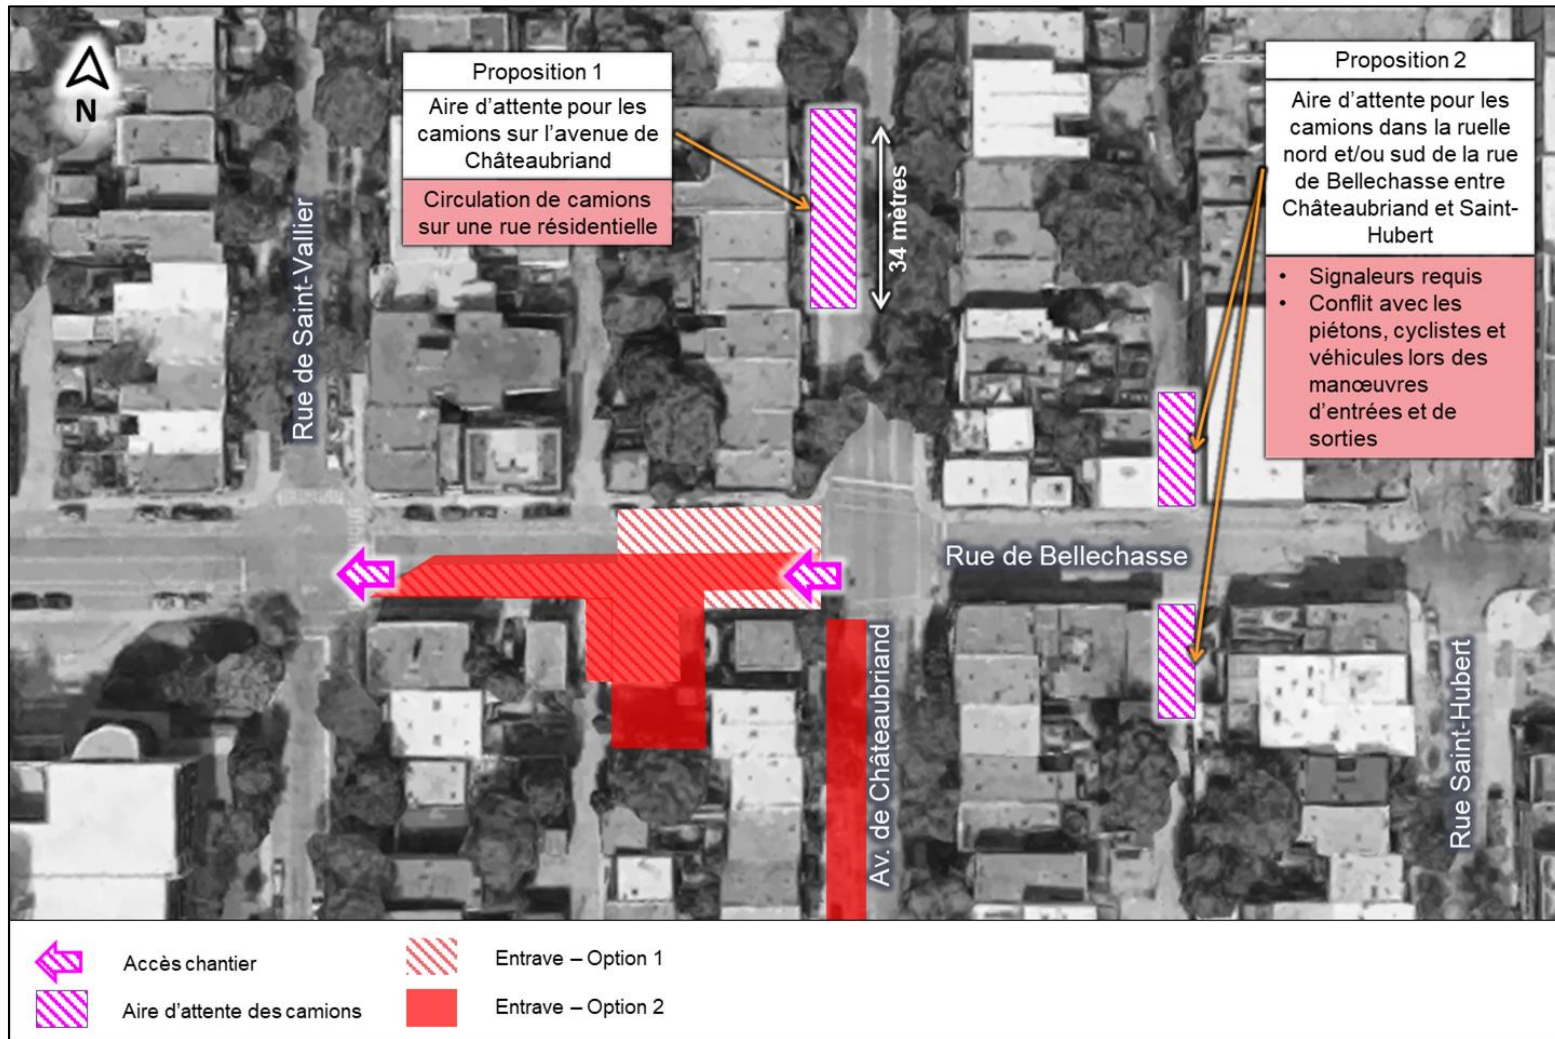 N
Proposition 1
Aire d’attente pour les
camions sur l’avenue de
Châteaubriand
Circulation de camions
sur une rue résidentielle
34 mètres
Proposition 2
Aire d’attente pour les
camions dans la ruelle
nord et/ou sud de la rue
de Bellechasse entre
Châteaubriand et Saint-
Hubert
• Signaleurs requis
• Conflit avec les
piétons, cyclistes et
véhicules lors des
manœuvres
d’entrées et de
sorties
Rue de Saint-Vallier
Rue de Bellechasse
Av. de Châteaubriand
Rue Saint-Hubert
Accès chantier
Aire d’attente des camions
Entrave – Option 1
Entrave – Option 2